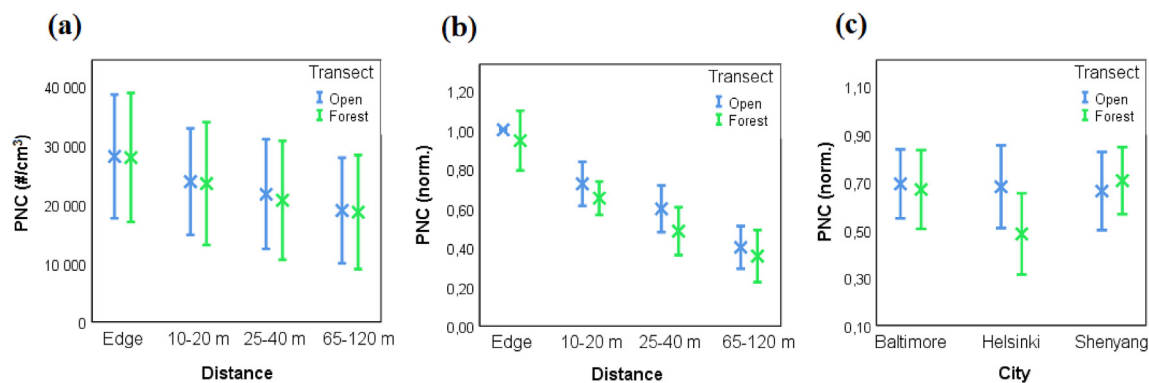 (a)
PNC (#/cm³)
40 000
30 000
20 000
10 000
0
Transect
Open
Forest
Edge 10-20 m 25-40 m 65-120 m
Distance
(b)
PNC (norm.)
1,20
1,00
0,80
0,60
0,40
0,20
0,00
Transect
Open
Forest
Edge 10-20 m 25-40 m 65-120 m
Distance
(c)
PNC (norm.)
1,10
0,90
0,70
0,50
0,30
0,10
Transect
Open
Forest
Baltimore Helsinki Shenyang
City